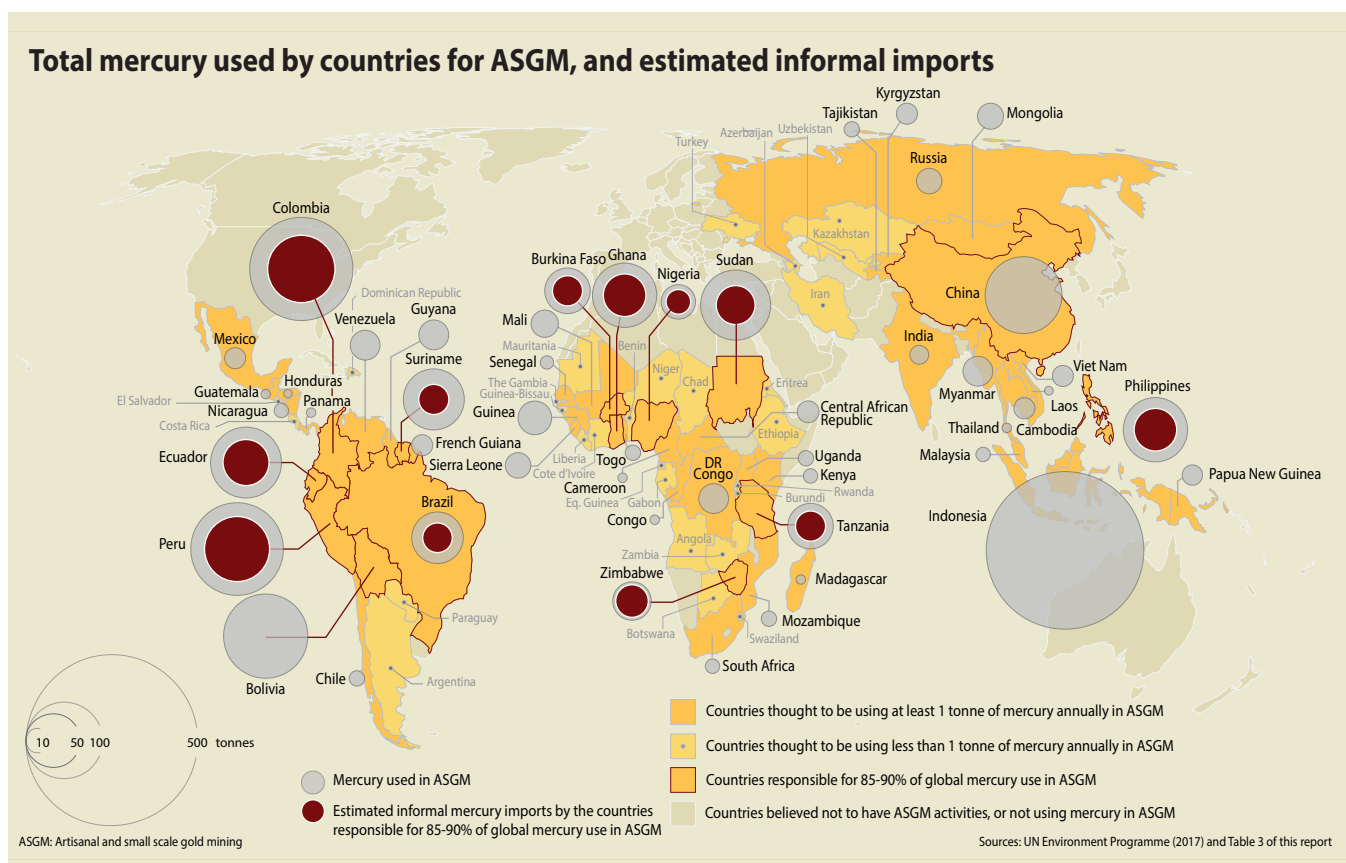 Total mercury used by countries for ASGM, and estimated informal imports
Kyrgyzstan
Tajikistan
Mongolia
Azerbaijan
Uzbekistan
Turkey
Russia
Colombia
Kazakhstan
Burkina Faso
Ghana
Nigeria
Sudan
Iran
China
Dominican Republic
Guyana
Venezuela
Mali
Mexico
Suriname
Mauritania
Benin
India
Senegal
Niger
Chad
Eritrea
Viet Nam
Philippines
Guatemala
Honduras
El Salvador
Panama
Nicaragua
Costa Rica
The Gambia
Guinea-Bissau
Guinea
Central African
Republic
Ethiopia
Myanmar
Laos
Thailand
Cambodia
French Guiana
Sierra Leone
Liberia
Cote d'Ivoire
Togo
Cameroon
Eq. Guinea
Gabon
Congo
DR
Congo
Uganda
Kenya
Rwanda
Burundi
Malaysia
Papua New Guinea
Ecuador
Brazil
Peru
Indonesia
Tanzania
Angola
Zambia
Zimbabwe
Madagascar
Botswana
Swaziland
Mozambique
South Africa
Paraguay
Bolivia
Chile
Argentina
10 50 100 500 tonnes
Mercury used in ASGM
Estimated informal mercury imports by the countries
responsible for 85-90% of global mercury use in ASGM
Countries thought to be using at least 1 tonne of mercury annually in ASGM
Countries thought to be using less than 1 tonne of mercury annually in ASGM
Countries responsible for 85-90% of global mercury use in ASGM
Countries believed not to have ASGM activities, or not using mercury in ASGM
ASGM: Artisanal and small scale gold mining
Sources: UN Environment Programme (2017) and Table 3 of this report